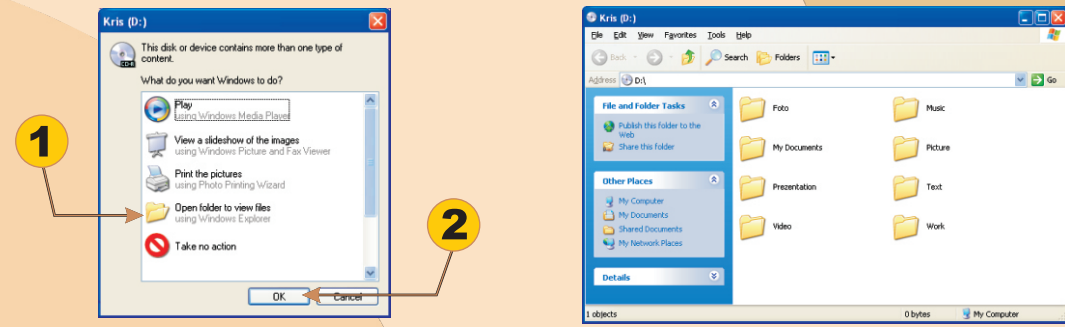 Kris (D:)
This disk or device contains more than one type of
content.
What do you want Windows to do?
Play
using Windows Media Player
View a slideshow of the images
using Windows Picture and Fax Viewer
Print the pictures
using Photo Printing Wizard
Open folder to view files
using Windows Explorer
Take no action
OK
Cancel
1
2
Kris (D:)
File Edit View Favorites Tools Help
Back Search Folders
Address D:\ Go
File and Folder Tasks
Publish this folder to the
Web
Share this folder
Other Places
My Computer
My Documents
Shared Documents
My Network Places
Details
Foto Music
My Documents Picture
Prezentation Text
Video Work
1 objects 0 bytes My Computer